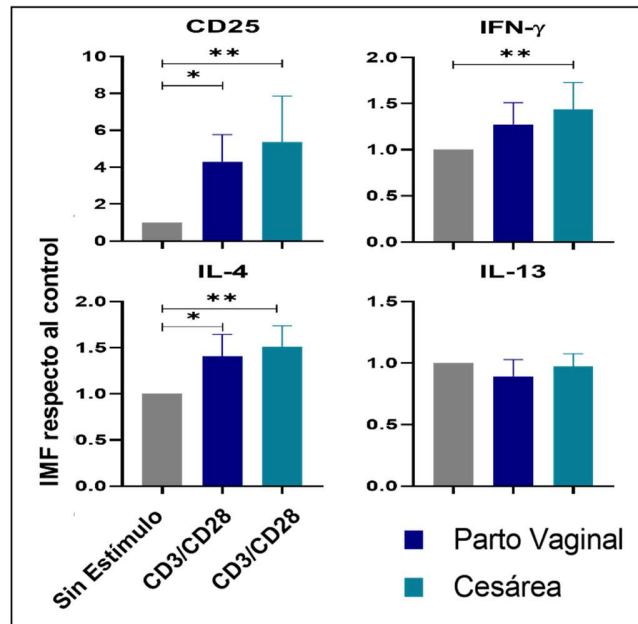 CD25
IFN-γ
**
*
10
8
6
4
2
0
**
2.0
1.5
1.0
0.5
0.0
IL-4
IL-13
**
*
2.0
1.5
1.0
0.5
0.0
1.5
1.0
0.5
0.0
IMF respecto al control
Sin Estímulo
CD3/CD28
CD3/CD28
Parto Vaginal
Cesárea